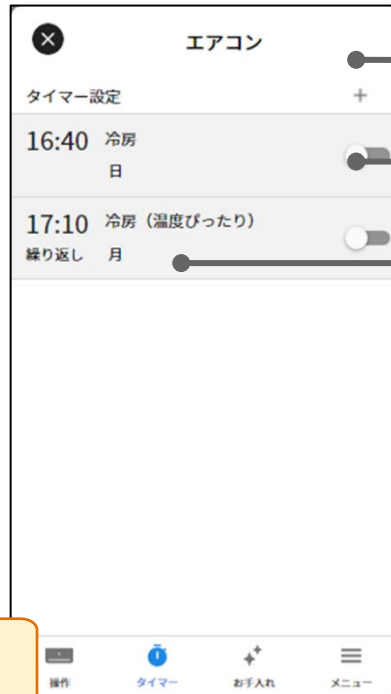 エアコン
タイマー設定 +
16:40 冷房
日
17:10 冷房（温度ぴったり）
繰り返し 月
操作 タイマー お手入れ メニュー